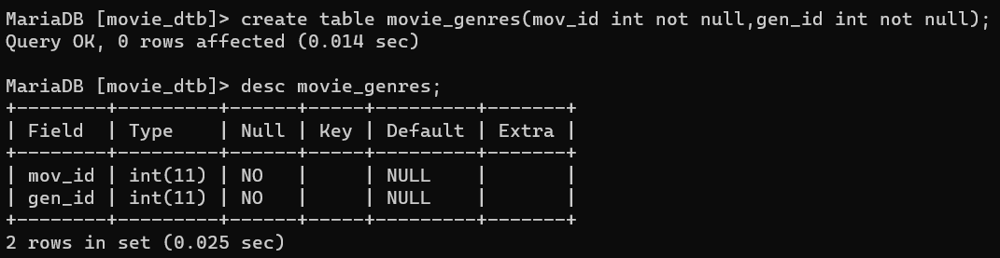 MariaDB [movie_dtb]> create table movie_genres(mov_id int not null,gen_id int not null);
Query OK, 0 rows affected (0.014 sec)

MariaDB [movie_dtb]> desc movie_genres;
+--------+---------+------+-----+---------+-------+
| Field  | Type    | Null | Key | Default | Extra |
+--------+---------+------+-----+---------+-------+
| mov_id | int(11) | NO   |     | NULL    |       |
| gen_id | int(11) | NO   |     | NULL    |       |
+--------+---------+------+-----+---------+-------+
2 rows in set (0.025 sec)